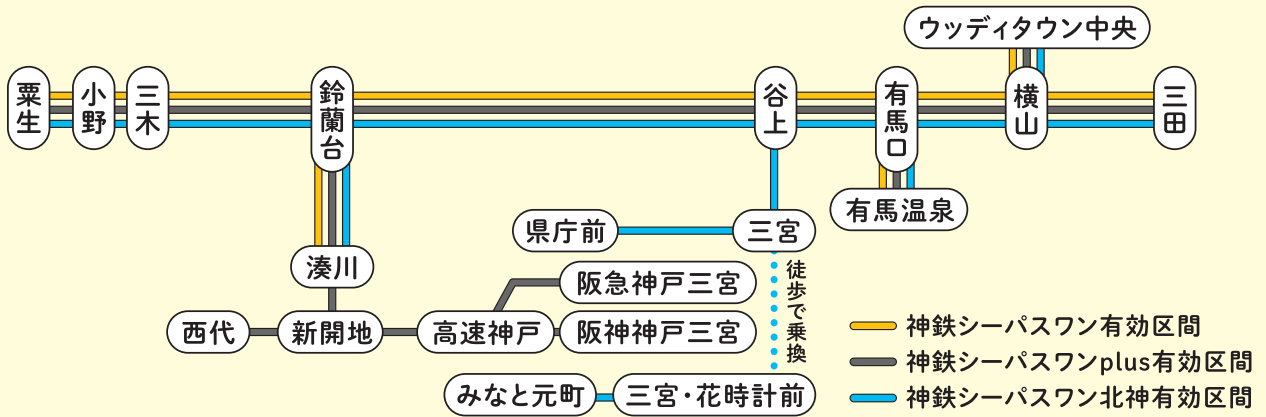 ウッディタウン中央
粟生
小野
三木
鈴蘭台
谷上
有馬口
横山
三田
有馬温泉
県庁前
三宮
湊川
徒歩で乗換
阪急神戸三宮
西代
新開地
高速神戸
阪神神戸三宮
みなと元町
三宮・花時計前
神鉄シーパスワン有効区間
神鉄シーパスワンplus有効区間
神鉄シーパスワン北神有効区間